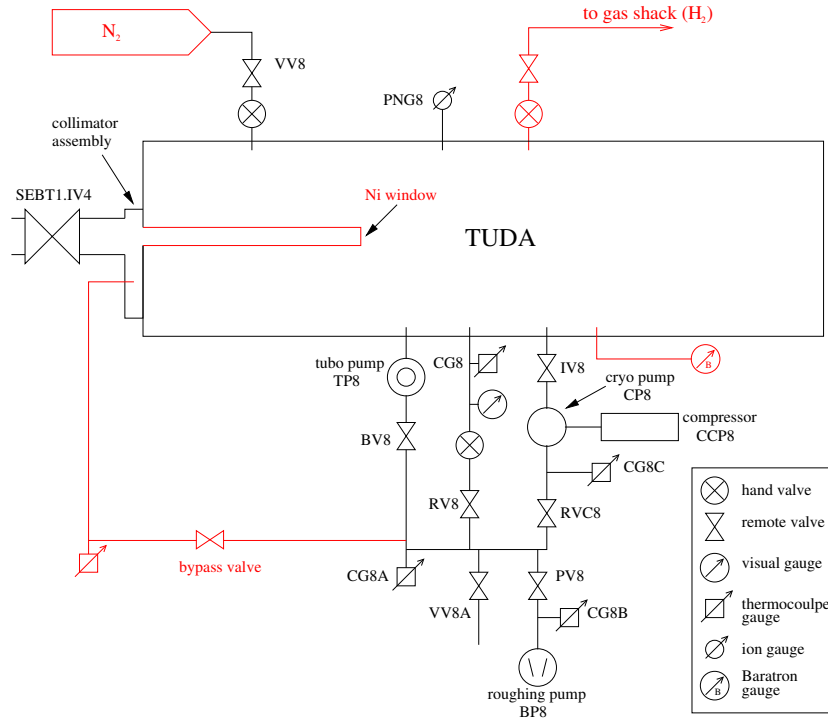 to gas shack (H2)
N2
VV8
PNG8
collimator
assembly
SEBT1.IV4
Ni window
TUDA
tubo pump
TP8
CG8
IV8
cryo pump
CP8
compressor
CCP8
B
BV8
CG8C
RV8
RVC8
hand valve
remote valve
bypass valve
CG8A
PV8
visual gauge
VV8A
CG8B
thermocoulpe
gauge
ion gauge
roughing pump
BP8
B
Baratron
gauge